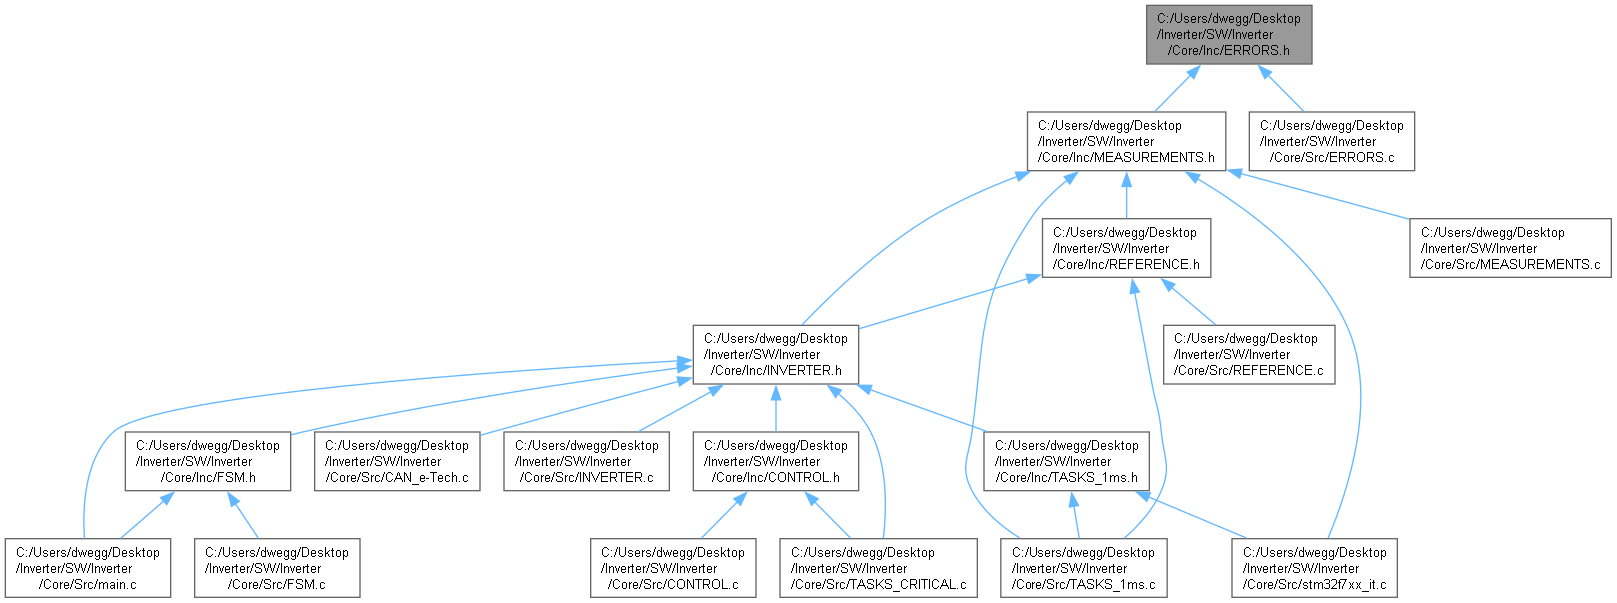 C:/Users/dwegg/Desktop
/Inverter/SW/Inverter
/Core/Inc/ERRORS.h
C:/Users/dwegg/Desktop
/Inverter/SW/Inverter
/Core/Inc/MEASUREMENTS.h
C:/Users/dwegg/Desktop
/Inverter/SW/Inverter
/Core/Src/ERRORS.c
C:/Users/dwegg/Desktop
/Inverter/SW/Inverter
/Core/Inc/REFERENCE.h
C:/Users/dwegg/Desktop
/Inverter/SW/Inverter
/Core/Src/MEASUREMENTS.c
C:/Users/dwegg/Desktop
/Inverter/SW/Inverter
/Core/Inc/INVERTER.h
C:/Users/dwegg/Desktop
/Inverter/SW/Inverter
/Core/Src/REFERENCE.c
C:/Users/dwegg/Desktop
/Inverter/SW/Inverter
/Core/Inc/FSM.h
C:/Users/dwegg/Desktop
/Inverter/SW/Inverter
/Core/Src/CAN_e-Tech.c
C:/Users/dwegg/Desktop
/Inverter/SW/Inverter
/Core/Src/INVERTER.c
C:/Users/dwegg/Desktop
/Inverter/SW/Inverter
/Core/Inc/CONTROL.h
C:/Users/dwegg/Desktop
/Inverter/SW/Inverter
/Core/Inc/TASKS_1ms.h
C:/Users/dwegg/Desktop
/Inverter/SW/Inverter
/Core/Src/main.c
C:/Users/dwegg/Desktop
/Inverter/SW/Inverter
/Core/Src/FSM.c
C:/Users/dwegg/Desktop
/Inverter/SW/Inverter
/Core/Src/CONTROL.c
C:/Users/dwegg/Desktop
/Inverter/SW/Inverter
/Core/Src/TASKS_CRITICAL.c
C:/Users/dwegg/Desktop
/Inverter/SW/Inverter
/Core/Src/TASKS_1ms.c
C:/Users/dwegg/Desktop
/Inverter/SW/Inverter
/Core/Src/stm32f7xx_it.c